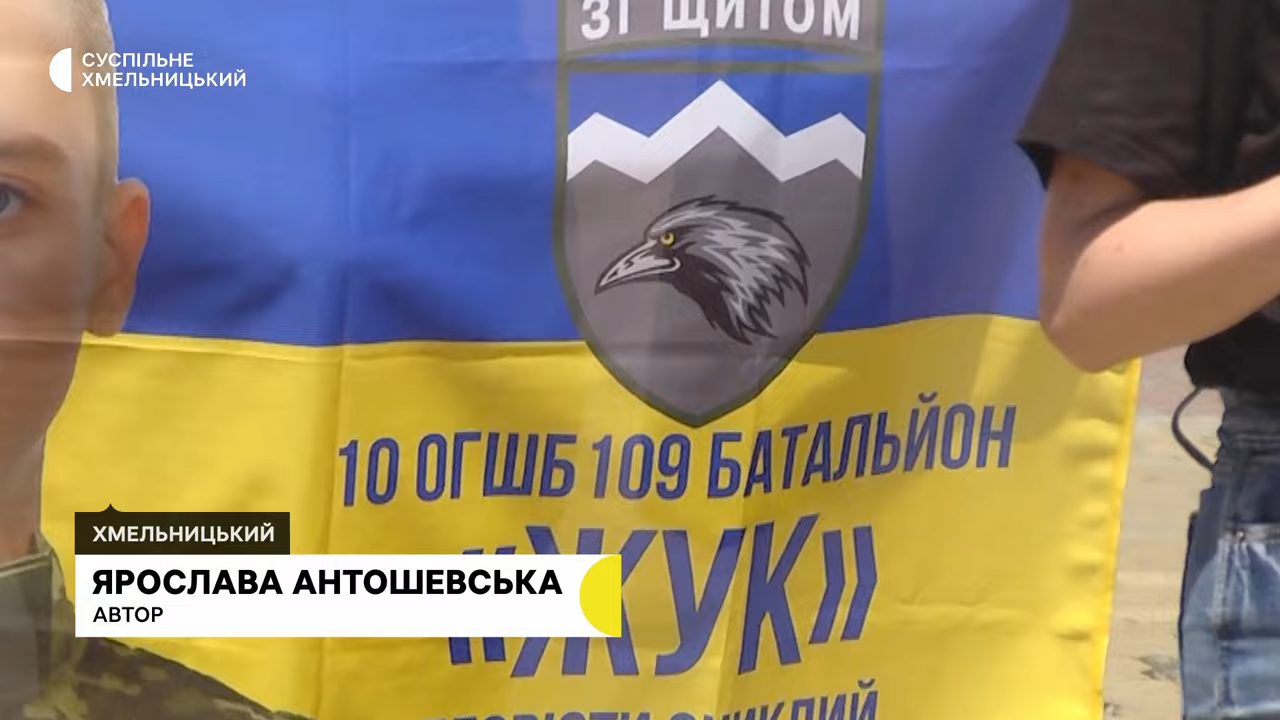 СУСПІЛЬНЕ
ХМЕЛЬНИЦЬКИЙ
ЗІ ЩИТОМ
10 ОГШБ 109 БАТАЛЬЙОН
«ЖУК»
ХМЕЛЬНИЦЬКИЙ
ЯРОСЛАВА АНТОШЕВСЬКА
АВТОР